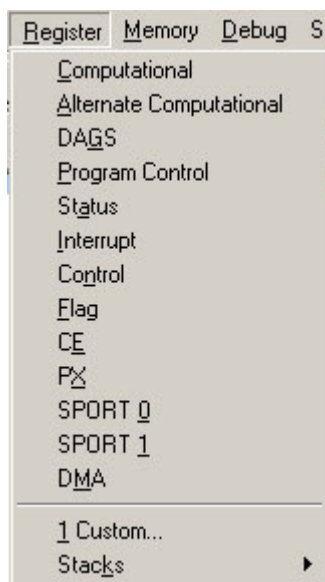 Register Memory Debug S
Computational
Alternate Computational
DAGS
Program Control
Status
Interrupt
Control
Flag
CE
PX
SPORT 0
SPORT 1
DMA
1 Custom...
Stacks